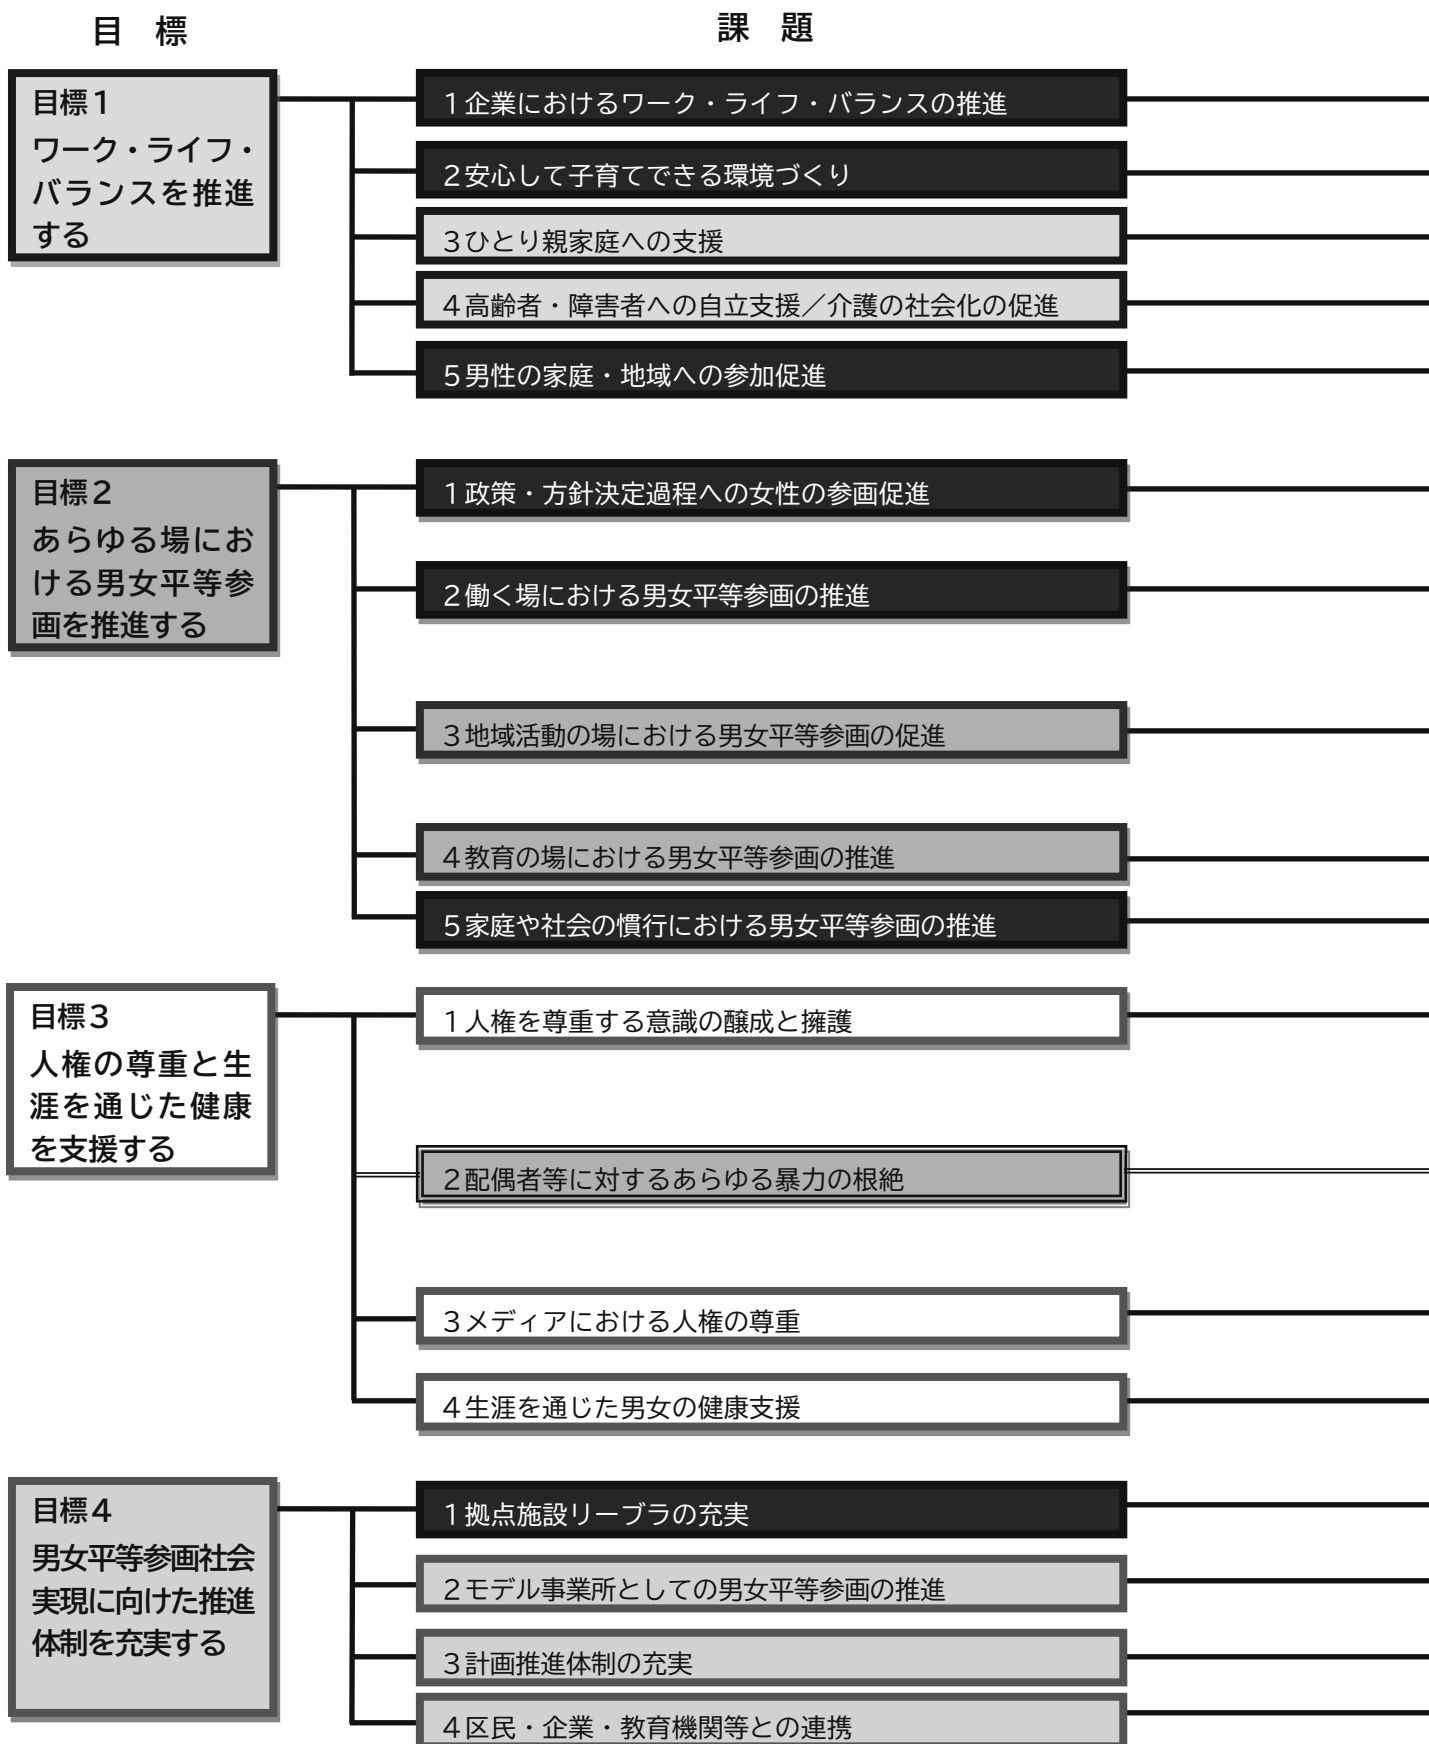 目　標
課　題
目標１
ワーク・ライフ・
バランスを推進
する
１企業におけるワーク・ライフ・バランスの推進
２安心して子育てできる環境づくり
３ひとり親家庭への支援
４高齢者・障害者への自立支援／介護の社会化の促進
５男性の家庭・地域への参加促進
目標２
あらゆる場にお
ける男女平等参
画を推進する
１政策・方針決定過程への女性の参画促進
２働く場における男女平等参画の推進
３地域活動の場における男女平等参画の促進
４教育の場における男女平等参画の推進
５家庭や社会の慣行における男女平等参画の推進
目標３
人権の尊重と生
涯を通じた健康
を支援する
１人権を尊重する意識の醸成と擁護
２配偶者等に対するあらゆる暴力の根絶
３メディアにおける人権の尊重
４生涯を通じた男女の健康支援
目標４
男女平等参画社会
実現に向けた推進
体制を充実する
１拠点施設リーブラの充実
２モデル事業所としての男女平等参画の推進
３計画推進体制の充実
４区民・企業・教育機関等との連携